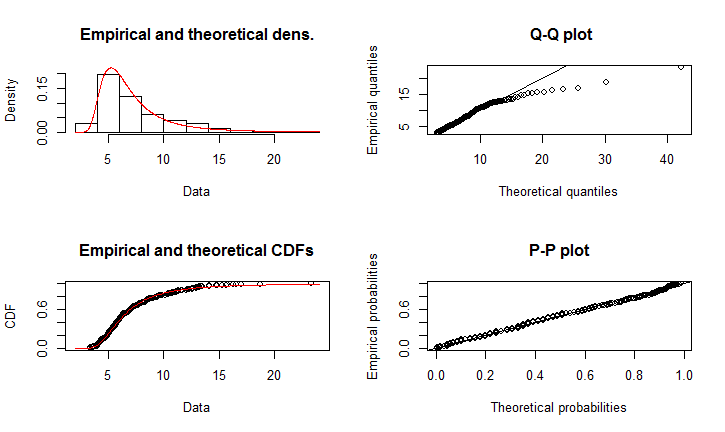 Empirical and theoretical dens.
Density
0.00
0.15
5
10
15
20
Data
Q-Q plot
Empirical quantiles
5
15
10
20
30
40
Theoretical quantiles
Empirical and theoretical CDFs
CDF
0.0
0.6
5
10
15
20
Data
P-P plot
Empirical probabilities
0.0
0.6
0.0
0.2
0.4
0.6
0.8
1.0
Theoretical probabilities